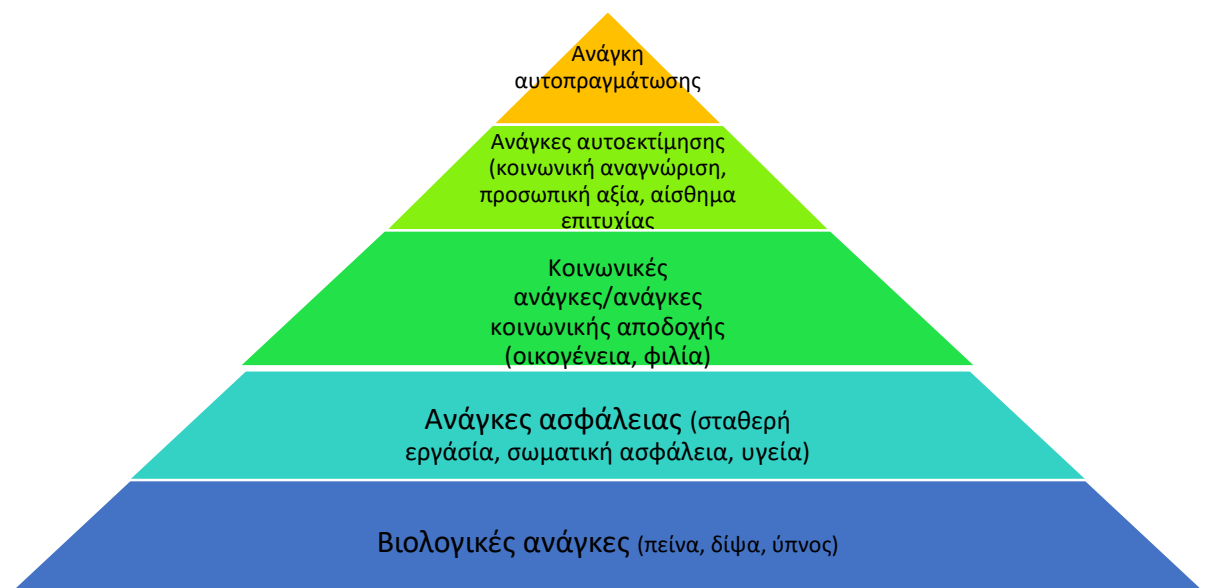 Ανάγκη
αυτοπραγμάτωσης
Ανάγκες αυτοεκτίμησης
(κοινωνική αναγνώριση,
προσωπική αξία, αίσθημα
επιτυχίας
Κοινωνικές
ανάγκες/ανάγκες
κοινωνικής αποδοχής
(οικογένεια, φιλία)
Ανάγκες ασφάλειας (σταθερή
εργάσία, σωματική ασφάλεια, υγεία)
Βιολογικές ανάγκες (πείνα, δίψα, ύπνος)